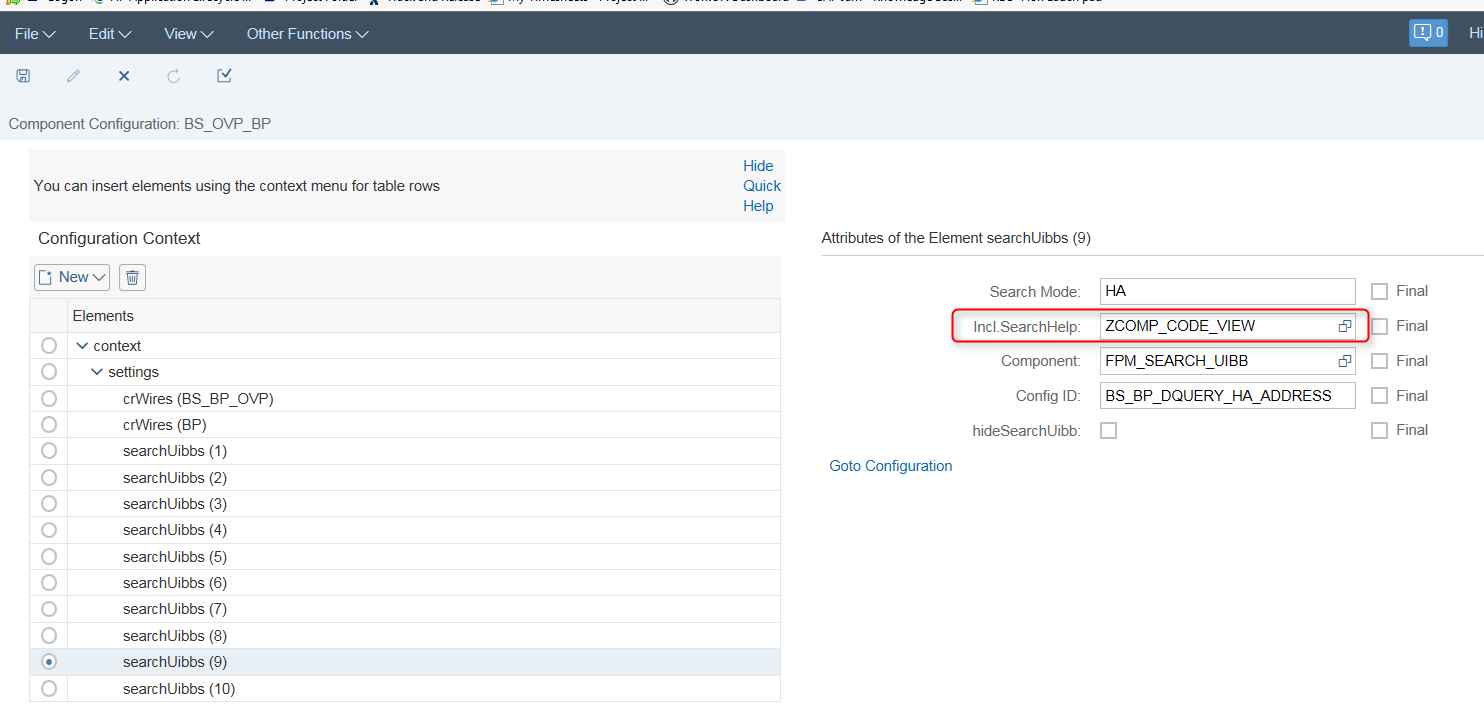 File Edit View Other Functions 0 Hi
Component Configuration: BS_OVP_BP
You can insert elements using the context menu for table rows
Hide
Quick
Help
Configuration Context
New
Elements
context
settings
crWires (BS_BP_OVP)
crWires (BP)
searchUibbs (1)
searchUibbs (2)
searchUibbs (3)
searchUibbs (4)
searchUibbs (5)
searchUibbs (6)
searchUibbs (7)
searchUibbs (8)
searchUibbs (9)
searchUibbs (10)
Attributes of the Element searchUibbs (9)
Search Mode: HA Final
Incl.SearchHelp: ZCOMP_CODE_VIEW Final
Component: FPM_SEARCH_UIBB Final
Config ID: BS_BP_DQUERY_HA_ADDRESS Final
hideSearchUibb: Final
Goto Configuration